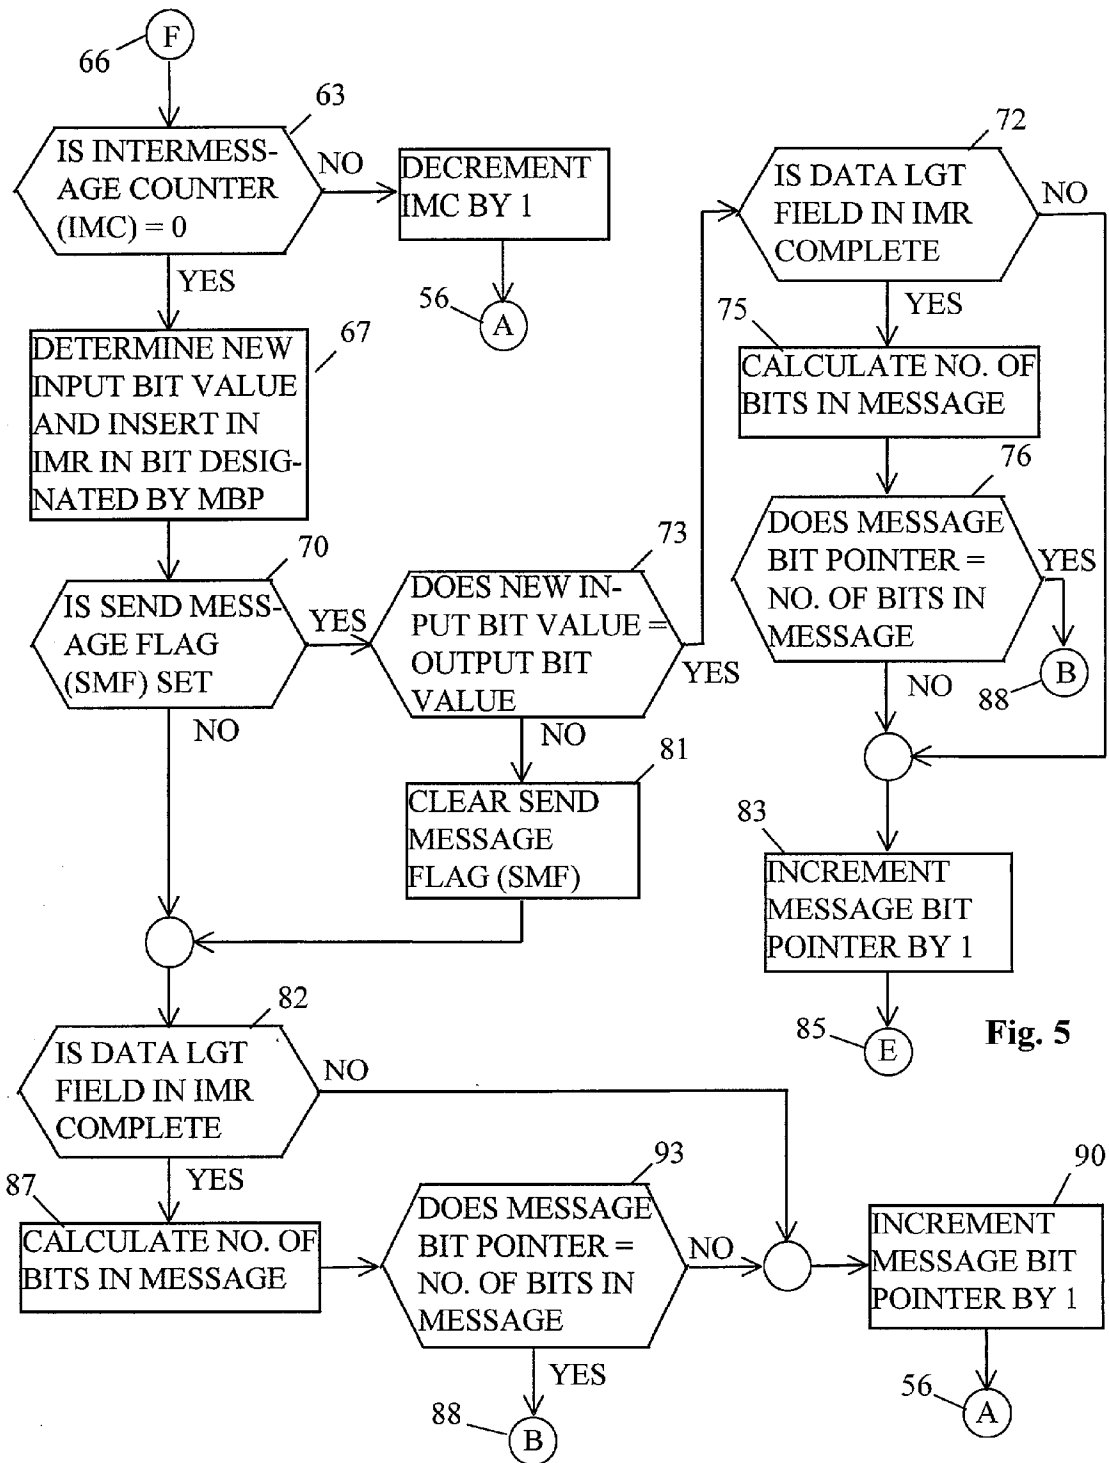 F
66
63
IS INTERMESS-
AGE COUNTER
(IMC) = 0
NO
DECREMENT
IMC BY 1
56
A
YES
67
DETERMINE NEW
INPUT BIT VALUE
AND INSERT IN
IMR IN BIT DESIG-
NATED BY MBP
70
IS SEND MESS-
AGE FLAG
(SMF) SET
YES
NO
73
DOES NEW IN-
PUT BIT VALUE =
OUTPUT BIT
VALUE
YES
NO
81
CLEAR SEND
MESSAGE
FLAG (SMF)
72
IS DATA LGT
FIELD IN IMR
COMPLETE
NO
YES
75
CALCULATE NO. OF
BITS IN MESSAGE
76
DOES MESSAGE
BIT POINTER =
NO. OF BITS IN
MESSAGE
YES
B
88
NO
83
INCREMENT
MESSAGE BIT
POINTER BY 1
85
E
Fig. 5
82
IS DATA LGT
FIELD IN IMR
COMPLETE
NO
YES
87
CALCULATE NO. OF
BITS IN MESSAGE
93
DOES MESSAGE
BIT POINTER =
NO. OF BITS IN
MESSAGE
NO
YES
88
B
90
INCREMENT
MESSAGE BIT
POINTER BY 1
56
A